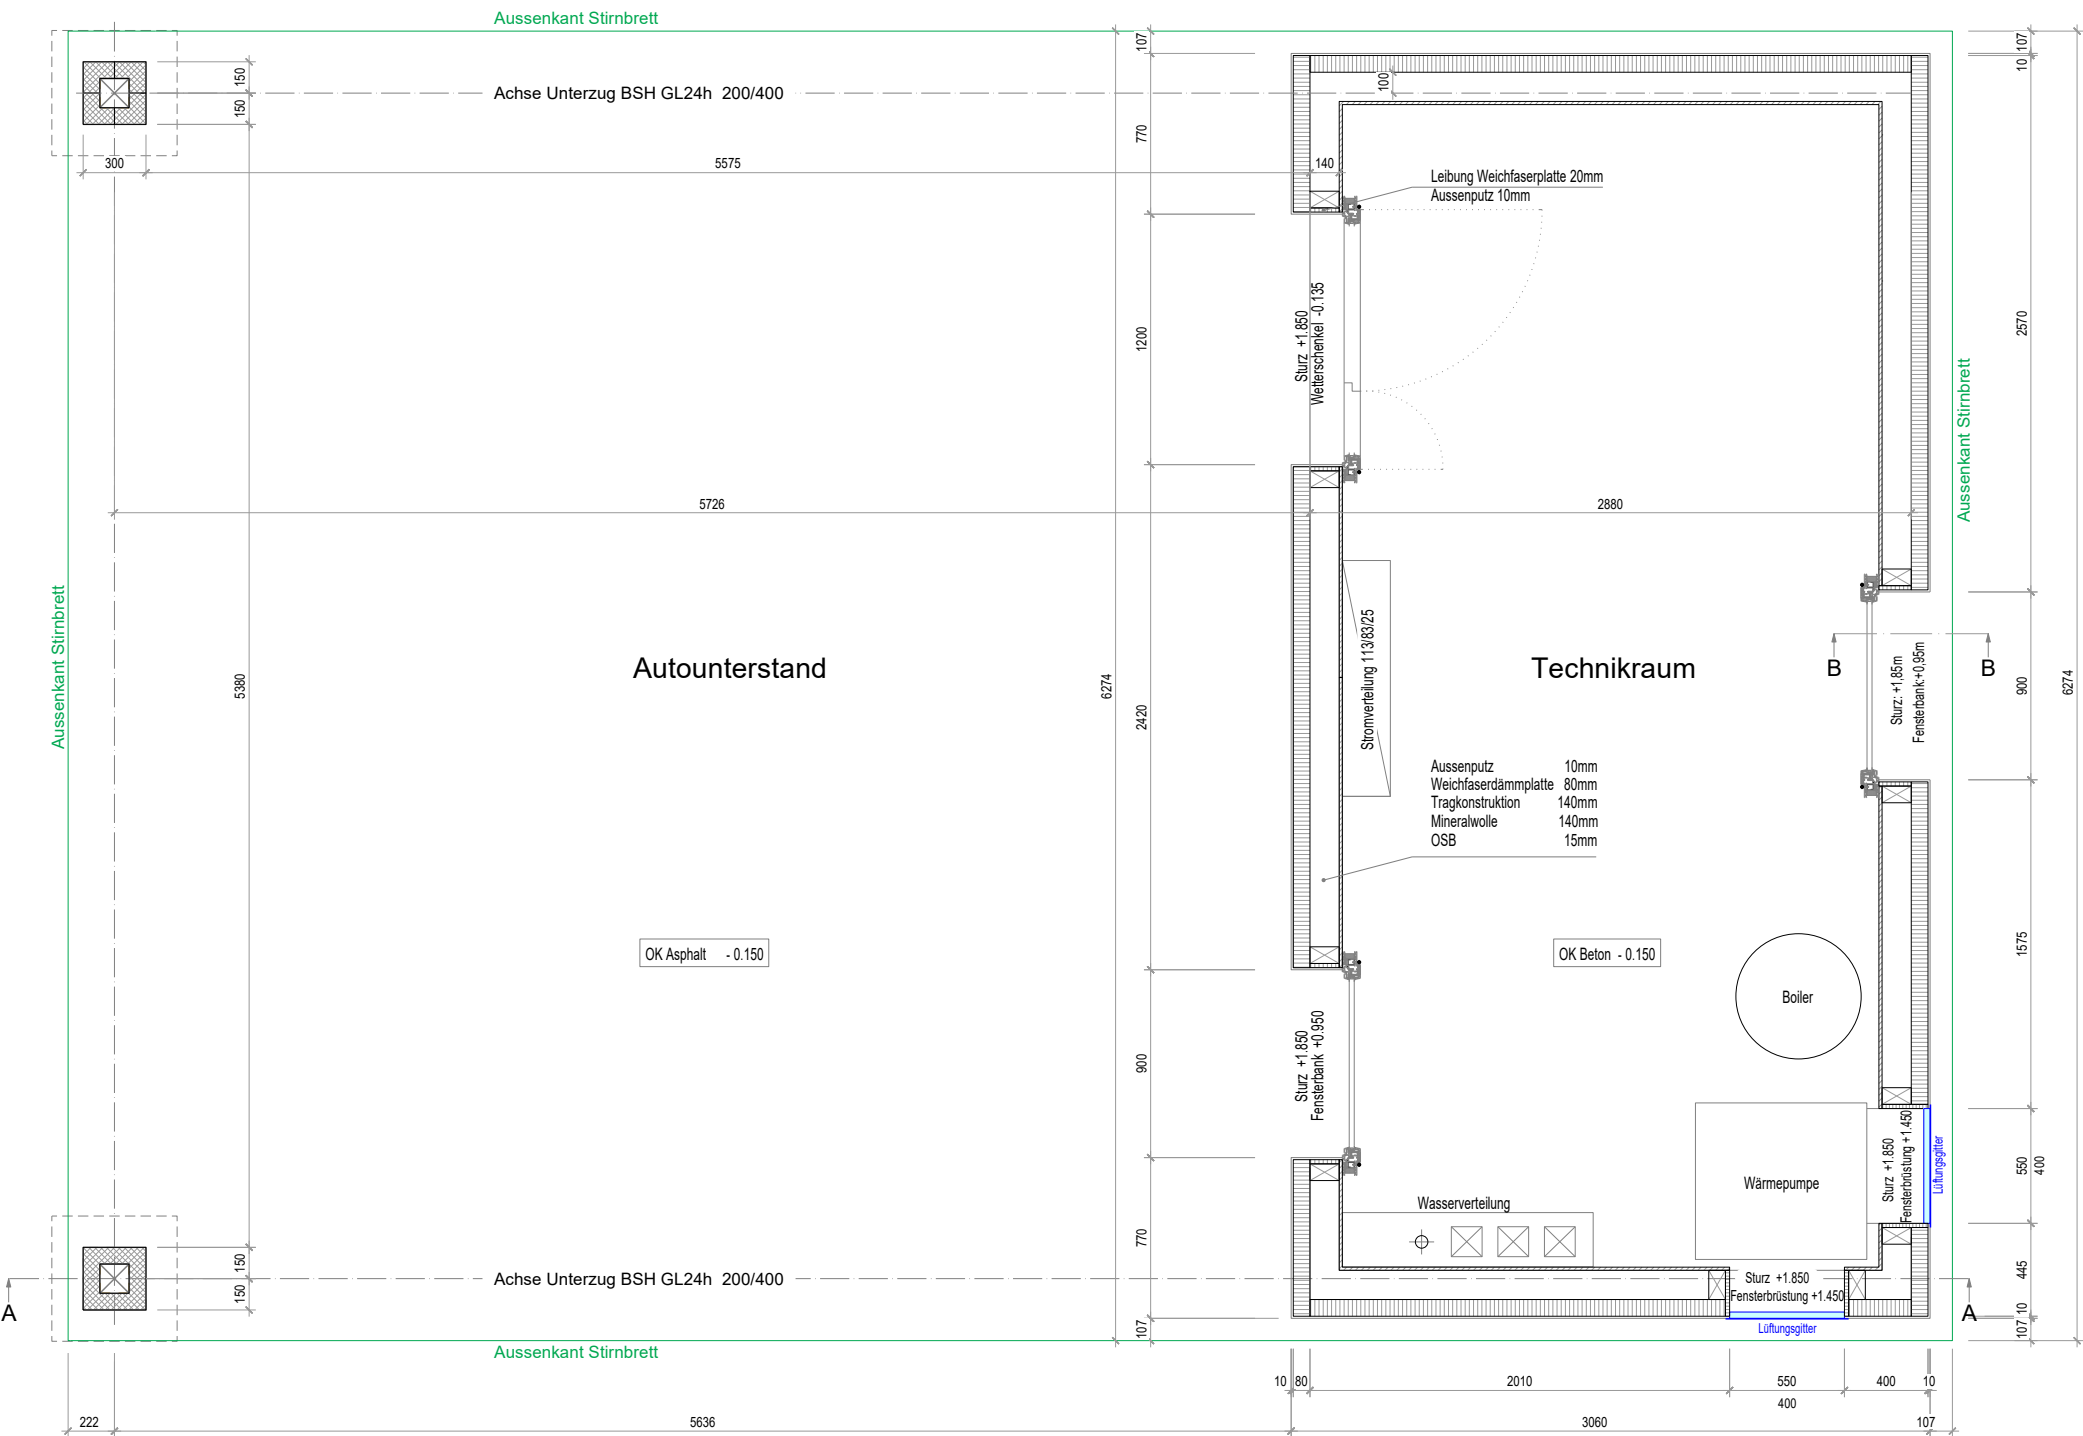 Aussenkant Stirnbrett
107
107
10
150
150
Achse Unterzug BSH GL24h 200/400
100
770
300
5575
140
Leibung Weichfaserplatte 20mm
Aussenputz 10mm
1200
Sturz +1.850
Wetterschenkel -0.135
2570
Aussenkant Stirnbrett
5726
2880
Aussenkant Stirnbrett
5380
Autounterstand
6274
2420
Stromverteilung 113/83/25
Technikraum
B
B
Sturz: +1,85m
Fensterbank:+0,95m
900
6274
Aussenputz 10mm
Weichfaserdämmplatte 80mm
Tragkonstruktion 140mm
Mineralwolle 140mm
OSB 15mm
OK Asphalt - 0.150
OK Beton - 0.150
1575
Boiler
900
Sturz +1.850
Fensterbank +0.950
Wärmepumpe
Sturz +1.850
Fensterbrüstung +1.450
Lüftungsgitter
550
400
Wasserverteilung
770
150
150
Achse Unterzug BSH GL24h 200/400
Sturz +1.850
Fensterbrüstung +1.450
445
A
A
10
107
107
Lüftungsgitter
Aussenkant Stirnbrett
10
80
2010
550
400
10
400
222
5636
3060
107